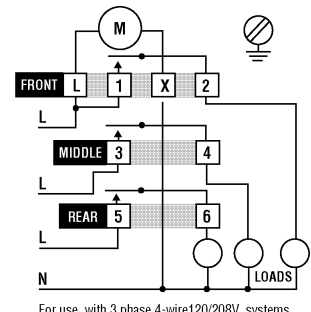 M
FRONT L 1 X 2
L
MIDDLE 3 4
L
REAR 5 6
L
N LOADS
For use with 3 phase 4-wire120/208V systems